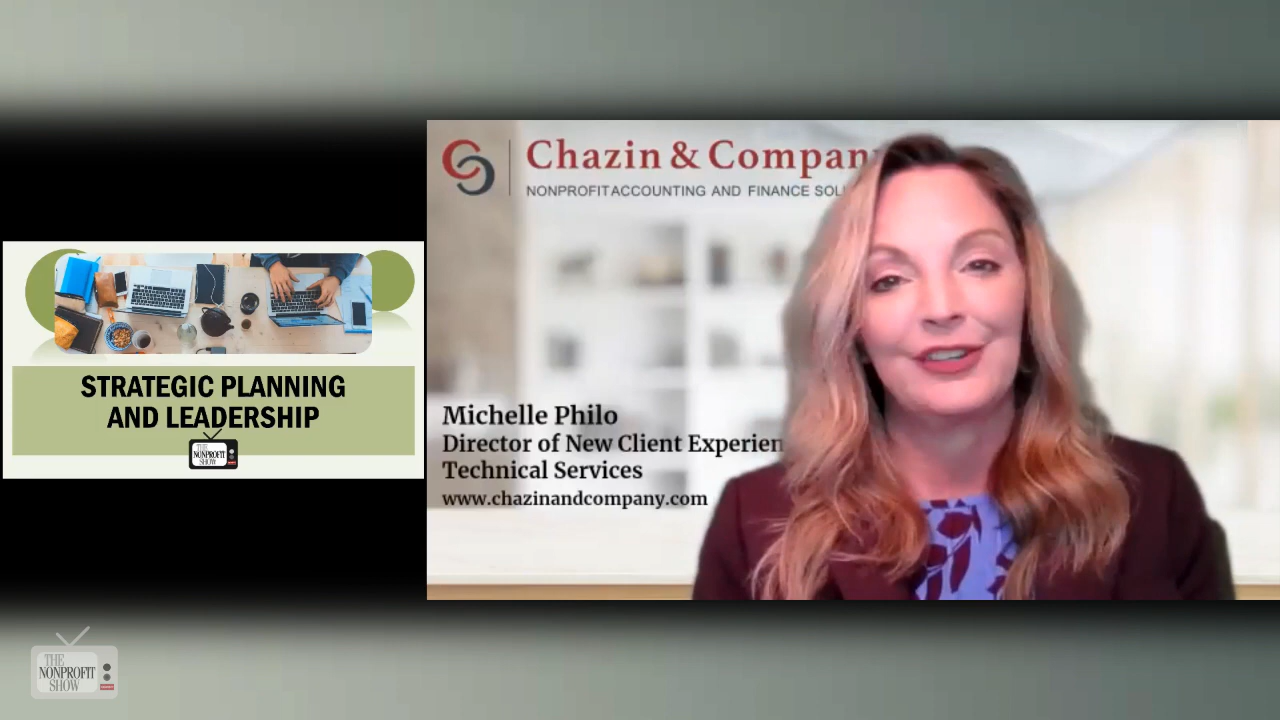 STRATEGIC PLANNING
AND LEADERSHIP
THE
NONPROFIT
SHOW
Chazin & Compan
NONPROFIT ACCOUNTING AND FINANCE SOLU
Michelle Philo
Director of New Client Experien
Technical Services
www.chazinandcompany.com
THE
NONPROFIT
SHOW